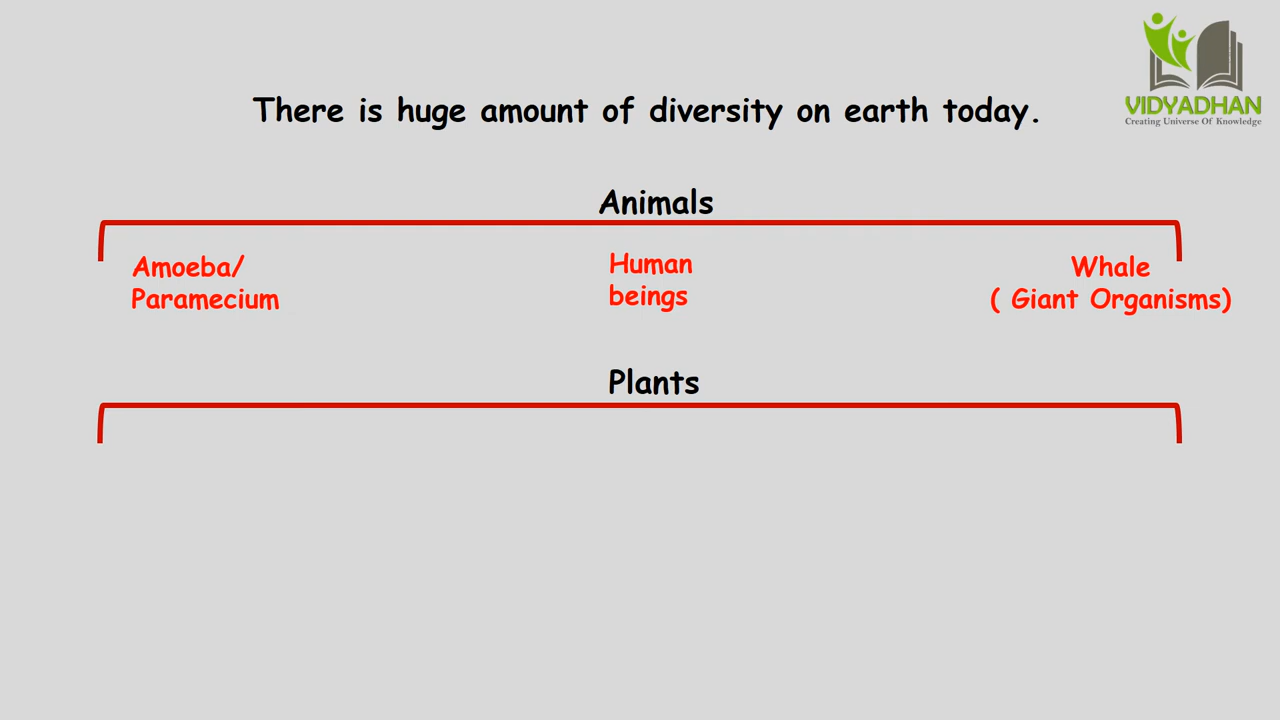 VIDYADHAN
Creating Universe Of Knowledge
There is huge amount of diversity on earth today.
Animals
Amoeba/
Paramecium
Human
beings
Whale
( Giant Organisms)
Plants